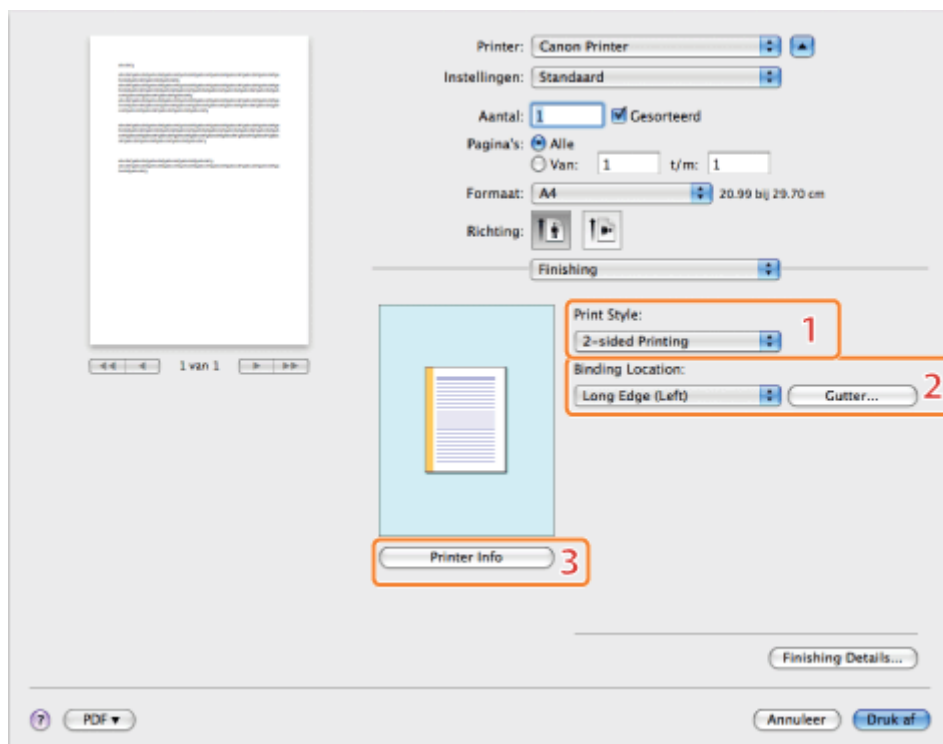 Printer: Canon Printer
Instellingen: Standaard
Aantal: 1 Gesorteerd
Pagina's: Alle
Van: 1 t/m: 1
Formaat: A4 20.99 bij 29.70 cm
Richting:
Finishing
Print Style:
2-sided Printing
1
Binding Location:
Long Edge (Left) Gutter...
2
1 van 1
Printer Info
3
Finishing Details...
? PDF
Annuleer Druk af